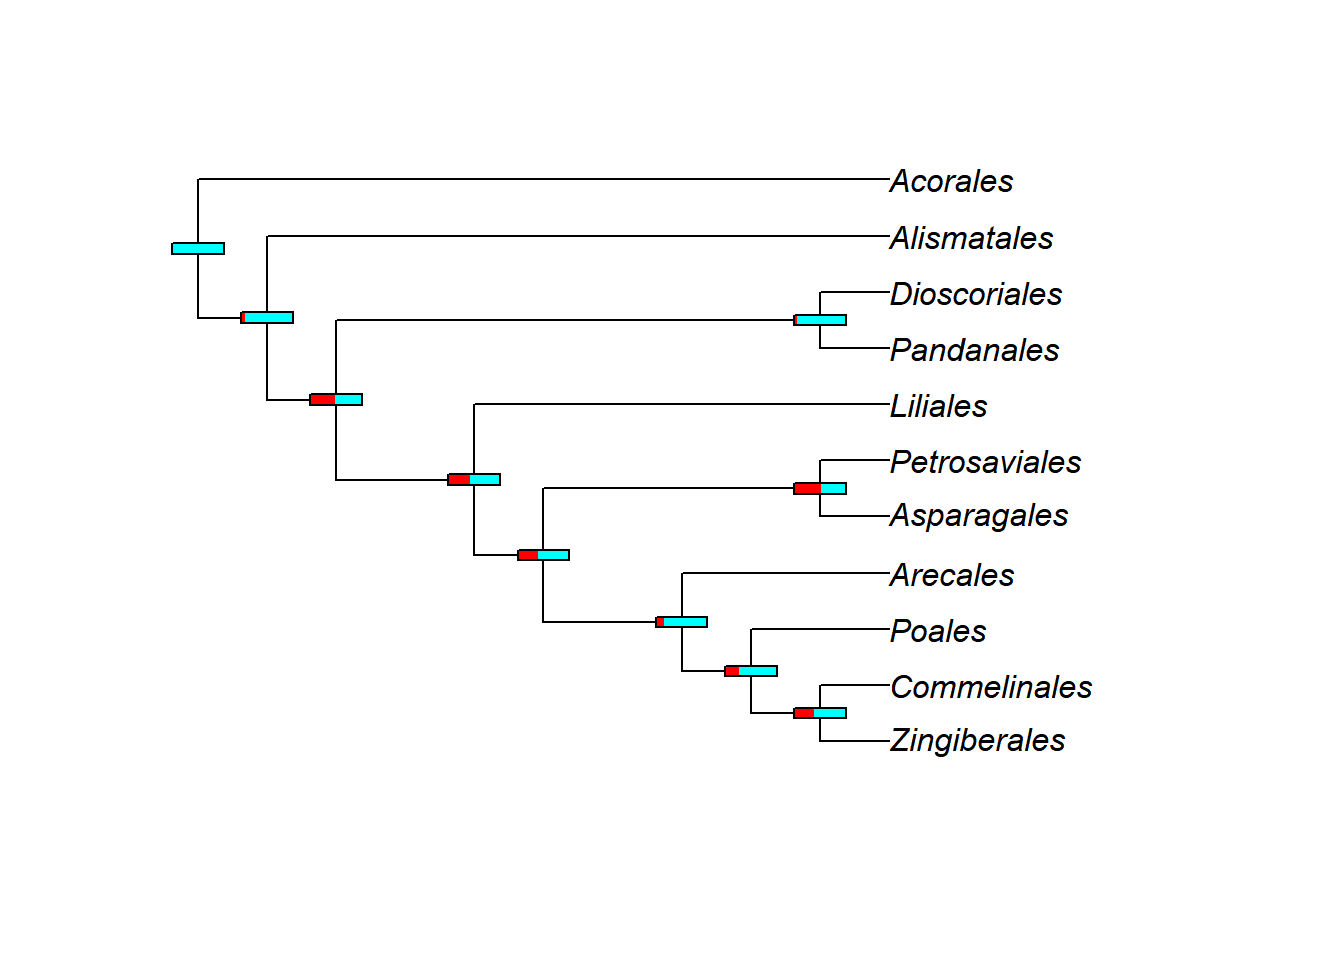 Acorales
Alismatales
Dioscoriales
Pandanales
Liliales
Petrosaviales
Asparagales
Arecales
Poales
Commelinales
Zingiberales